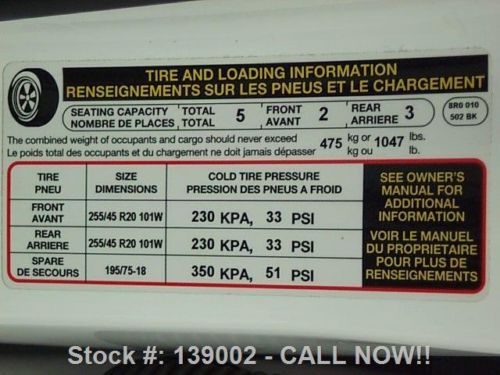 TIRE AND LOADING INFORMATION
RENSEIGNEMENTS SUR LES PNEUS ET LE CHARGEMENT
SEATING CAPACITY TOTAL 5 FRONT 2 REAR 3
NOMBRE DE PLACES TOTAL AVANT ARRIERE
8R0 010
502 BK
The combined weight of occupants and cargo should never exceed 475 kg or 1047 lbs.
Le poids total des occupants et du chargement ne doit jamais dépasser kg ou lb.
TIRE SIZE COLD TIRE PRESSURE
PNEU DIMENSIONS PRESSION DES PNEUS A FROID
FRONT
AVANT 255/45 R20 101W 230 KPA, 33 PSI
REAR
ARRIERE 255/45 R20 101W 230 KPA, 33 PSI
SPARE
DE SECOURS 195/75-18 350 KPA, 51 PSI
SEE OWNER'S
MANUAL FOR
ADDITIONAL
INFORMATION
VOIR LE MANUEL
DU PROPRIETAIRE
POUR PLUS DE
RENSEIGNEMENTS
Stock #: 139002 - CALL NOW!!